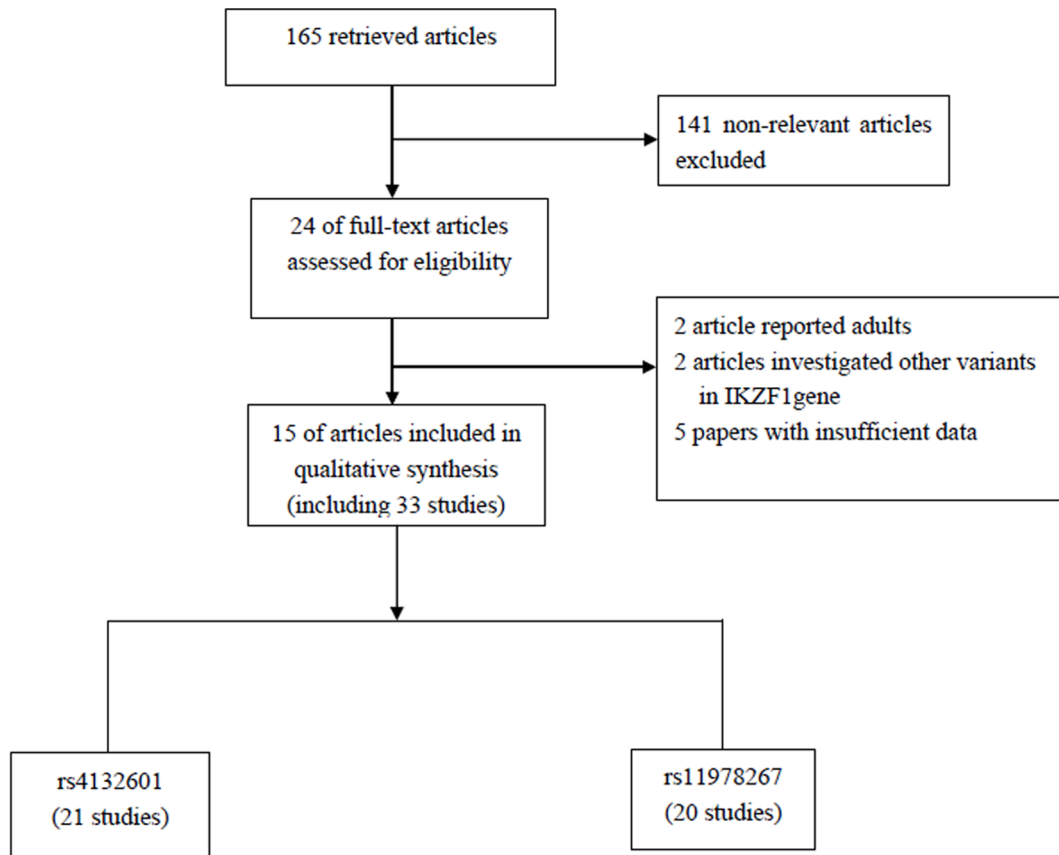 165 retrieved articles
141 non-relevant articles
excluded
24 of full-text articles
assessed for eligibility
2 article reported adults
2 articles investigated other variants
in IKZF1gene
5 papers with insufficient data
15 of articles included in
qualitative synthesis
(including 33 studies)
rs4132601
(21 studies)
rs11978267
(20 studies)